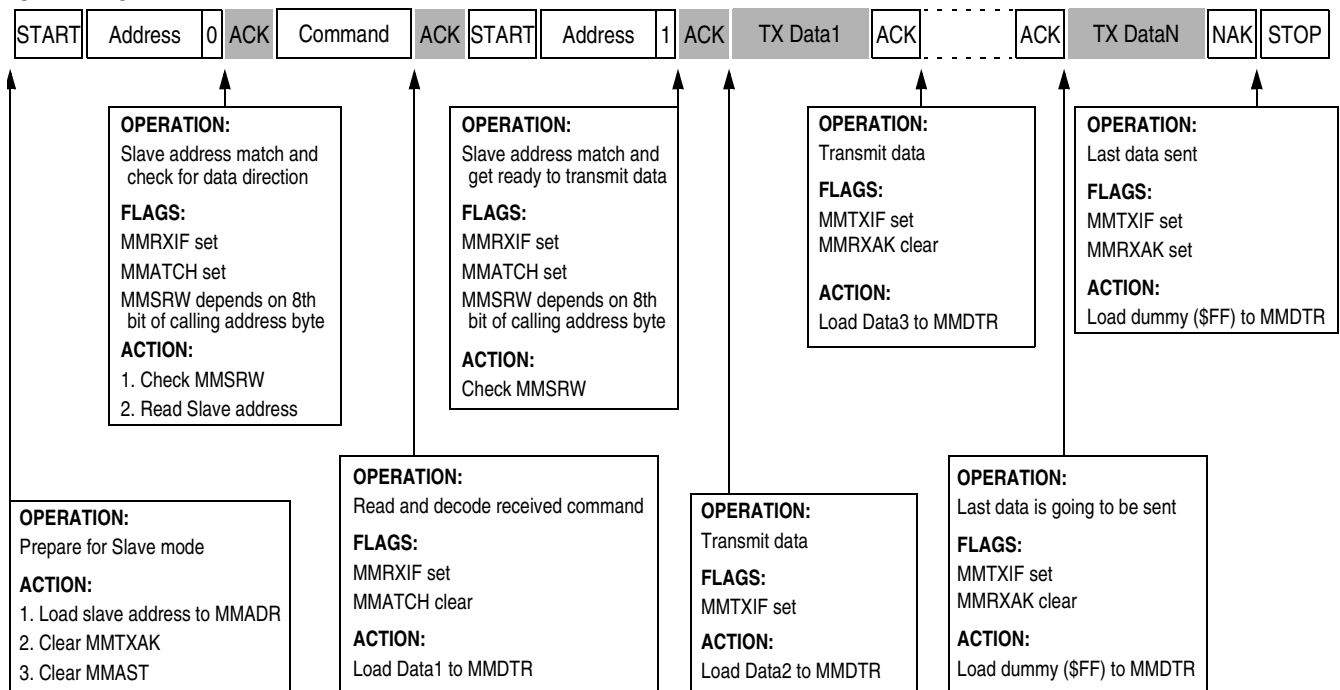 START Address 0 ACK Command ACK START Address 1 ACK TX Data1 ACK ACK TX DataN NAK STOP
OPERATION:
Slave address match and
check for data direction
FLAGS:
MMRXIF set
MMATCH set
MMSRW depends on 8th
bit of calling address byte
ACTION:
1. Check MMSRW
2. Read Slave address
OPERATION:
Slave address match and
get ready to transmit data
FLAGS:
MMRXIF set
MMATCH set
MMSRW depends on 8th
bit of calling address byte
ACTION:
Check MMSRW
OPERATION:
Transmit data
FLAGS:
MMTXIF set
MMRXAK clear
ACTION:
Load Data3 to MMDTR
OPERATION:
Last data sent
FLAGS:
MMTXIF set
MMRXAK set
ACTION:
Load dummy ($FF) to MMDTR
OPERATION:
Prepare for Slave mode
ACTION:
1. Load slave address to MMADR
2. Clear MMTXAK
3. Clear MMAST
OPERATION:
Read and decode received command
FLAGS:
MMRXIF set
MMATCH clear
ACTION:
Load Data1 to MMDTR
OPERATION:
Transmit data
FLAGS:
MMTXIF set
ACTION:
Load Data2 to MMDTR
OPERATION:
Last data is going to be sent
FLAGS:
MMTXIF set
MMRXAK clear
ACTION:
Load dummy ($FF) to MMDTR